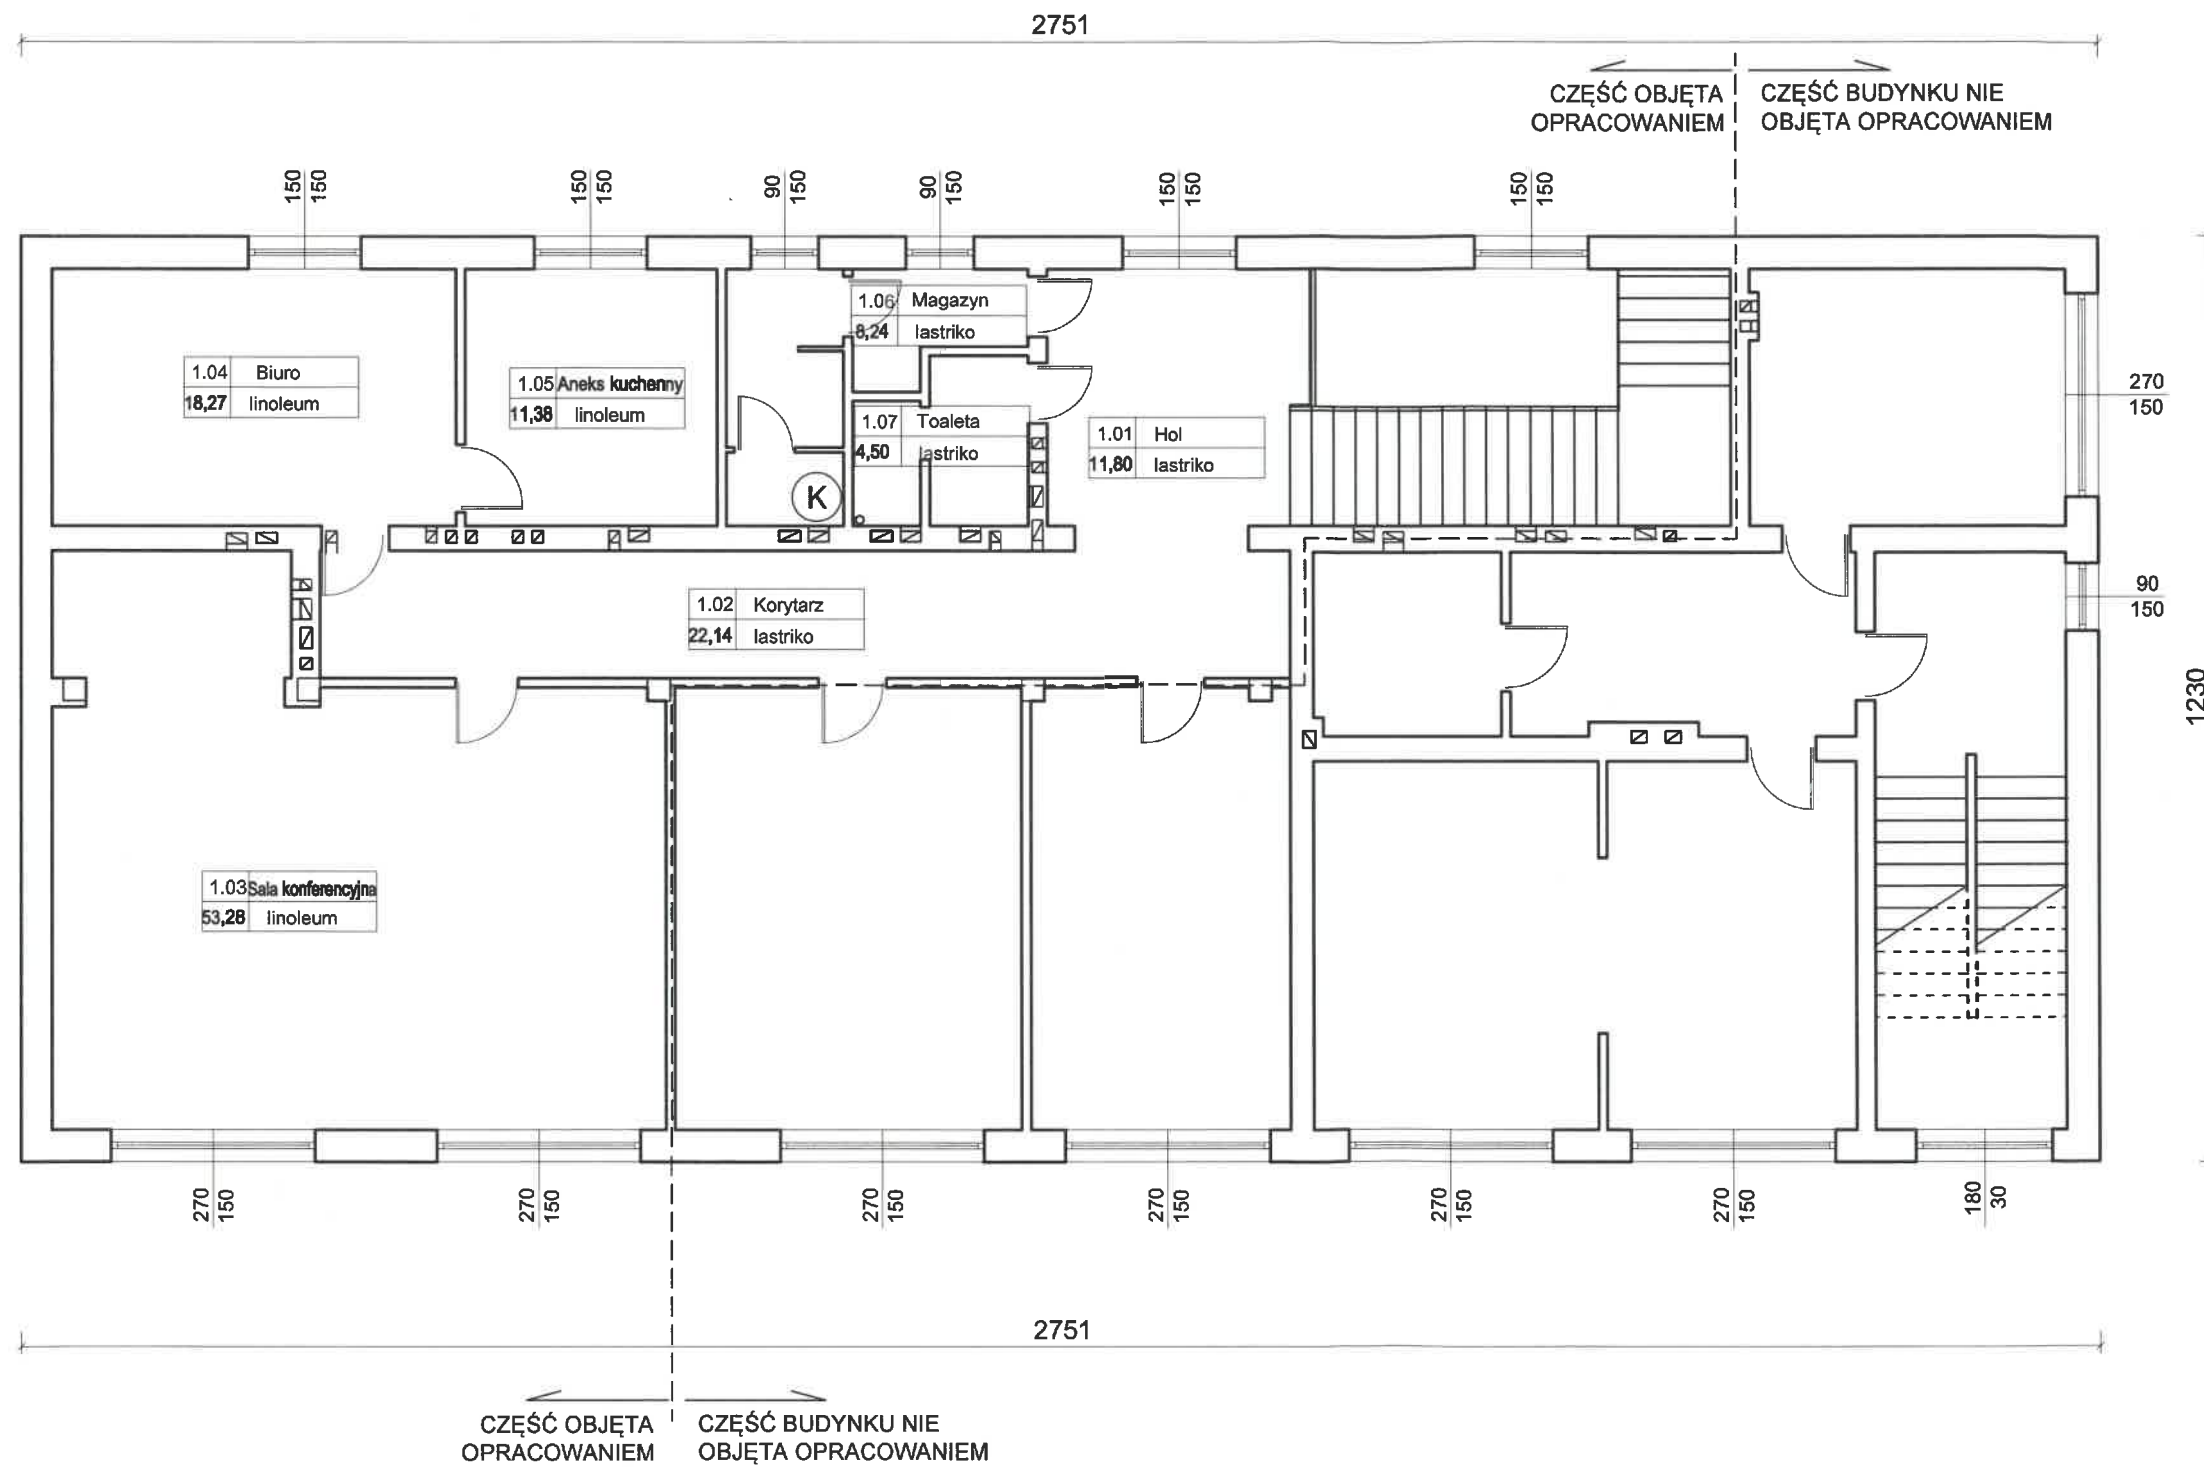 2751
CZĘŚĆ OBJĘTA
OPRACOWANIEM
CZĘŚĆ BUDYNKU NIE
OBJĘTA OPRACOWANIEM
150
150
150
150
90
150
90
150
150
150
150
150
1.06 Magazyn
8,24 lastriko
1.04 Biuro
18,27 linoleum
1.05 Aneks kuchenny
11,38 linoleum
1.07 Toaleta
4,50 lastriko
1.01 Hol
11,80 lastriko
K
270
150
90
150
1.02 Korytarz
22,14 lastriko
1230
1.03 Sala konferencyjna
53,28 linoleum
270
150
270
150
270
150
270
150
270
150
270
150
180
30
2751
CZĘŚĆ OBJĘTA
OPRACOWANIEM
CZĘŚĆ BUDYNKU NIE
OBJĘTA OPRACOWANIEM